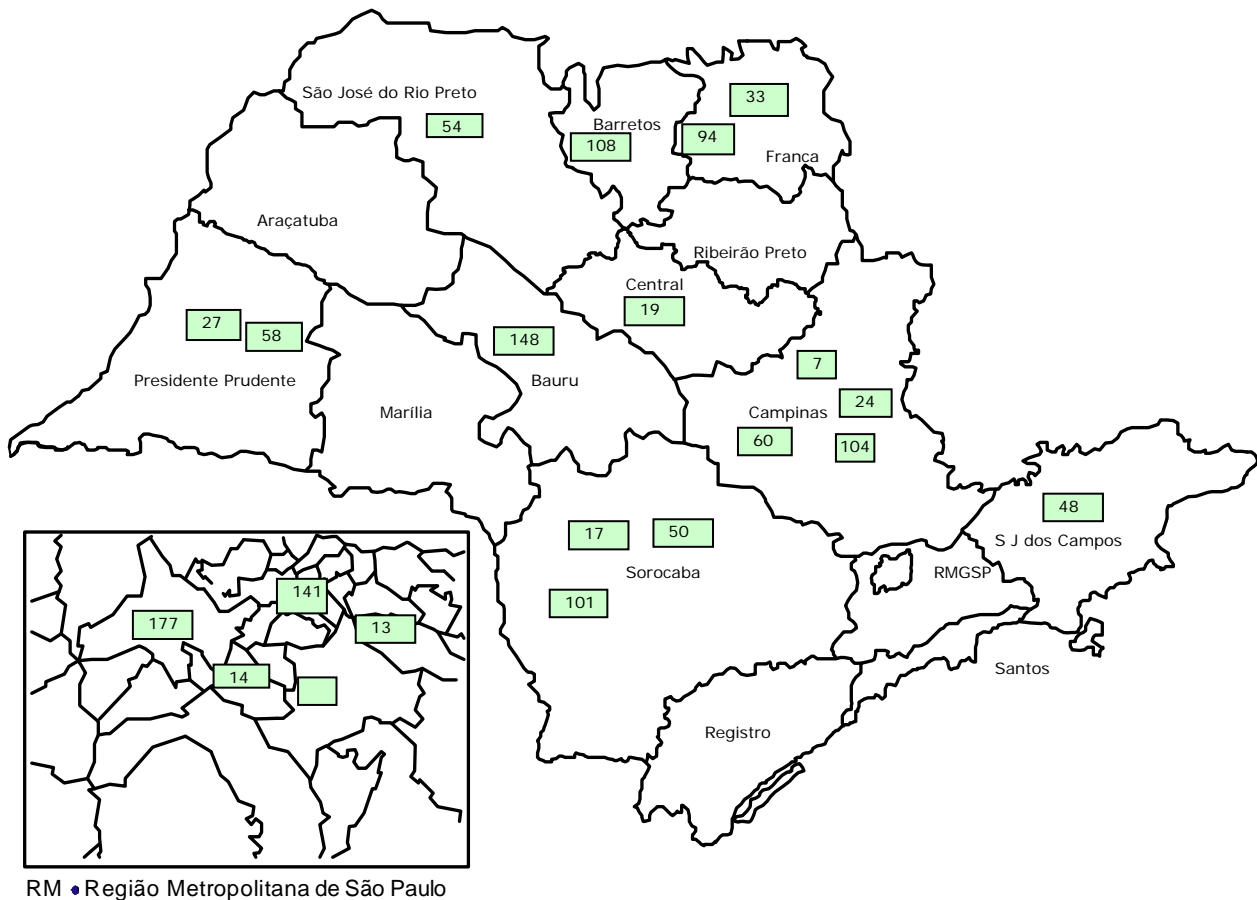 São José do Rio Preto
54
Barretos
108
33
94
Franca
Araçatuba
Ribeirão Preto
Central
19
27
58
Presidente Prudente
148
Bauru
Marília
7
24
Campinas
60
104
48
S J dos Campos
17
50
Sorocaba
101
RMGSP
Santos
Registro
141
177
13
14
RM • Região Metropolitana de São Paulo